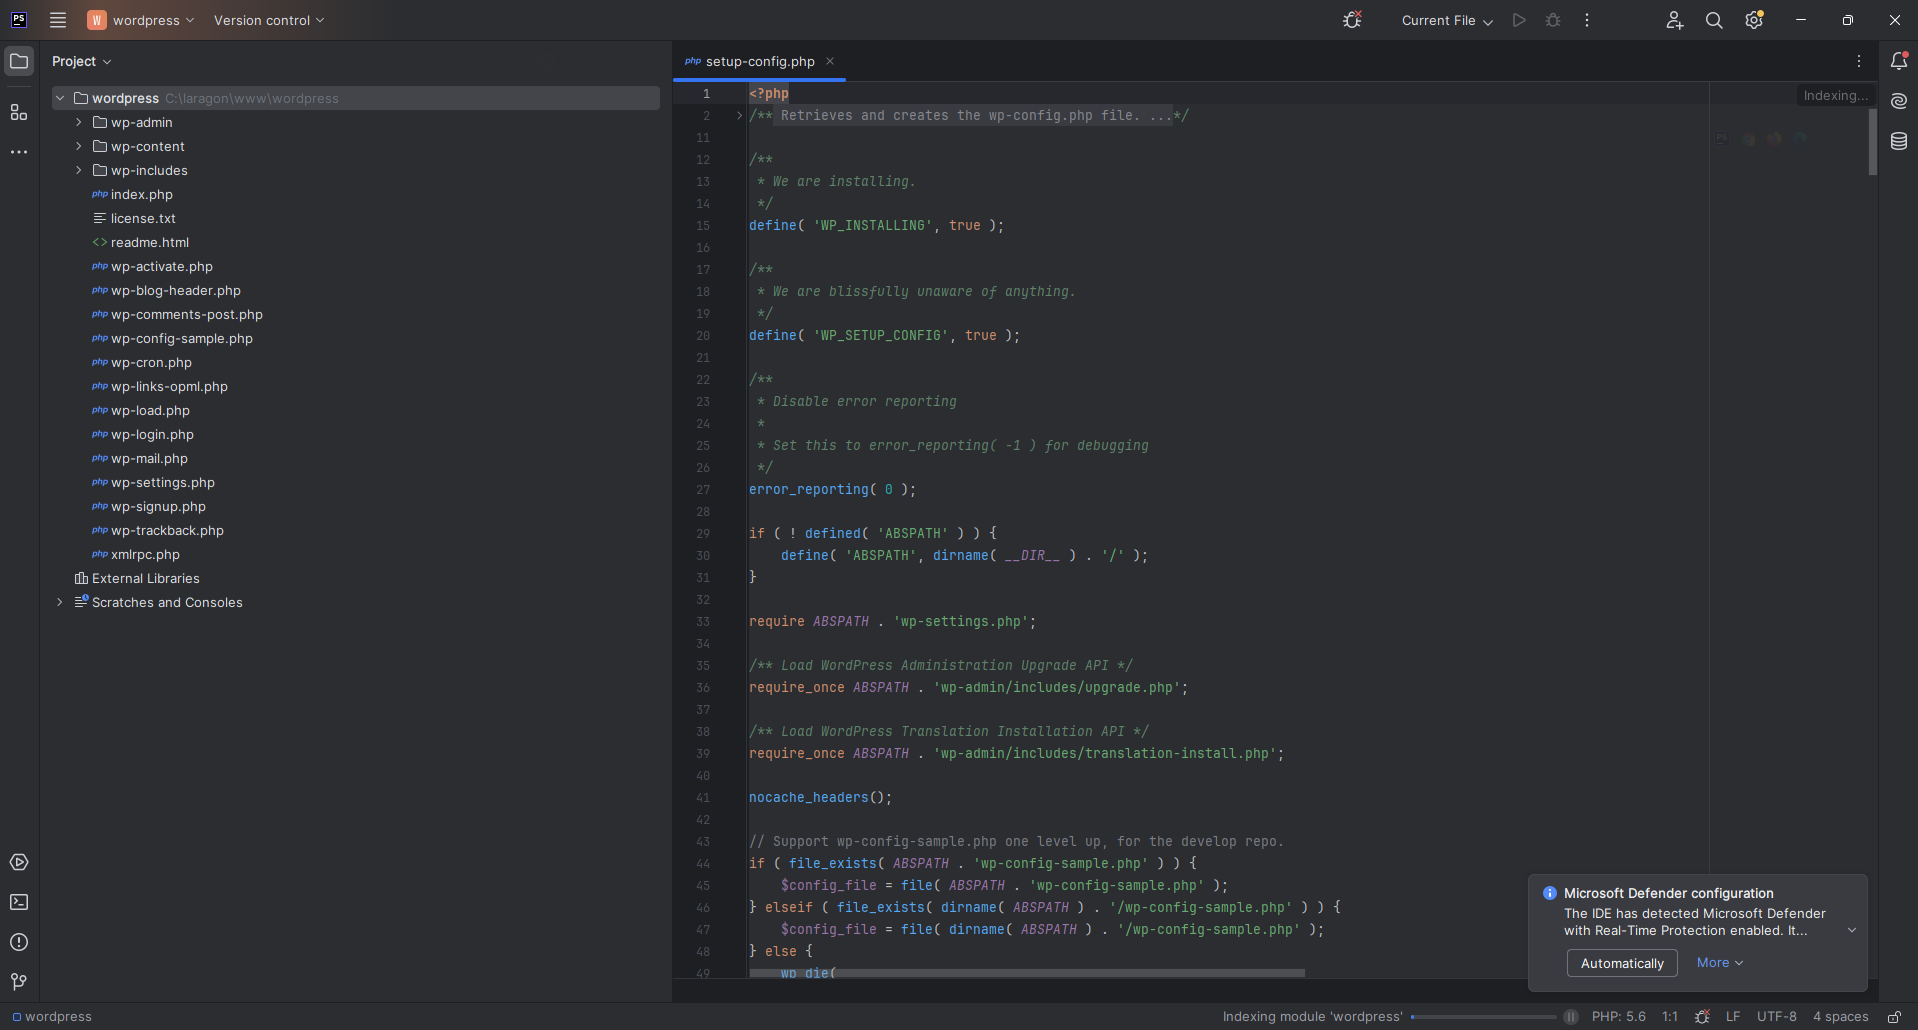 PS
W wordpress
Version control
Current File
Project
wordpress C:\laragon\www\wordpress
wp-admin
wp-content
wp-includes
php index.php
license.txt
<> readme.html
php wp-activate.php
php wp-blog-header.php
php wp-comments-post.php
php wp-config-sample.php
php wp-cron.php
php wp-links-opml.php
php wp-load.php
php wp-login.php
php wp-mail.php
php wp-settings.php
php wp-signup.php
php wp-trackback.php
php xmlrpc.php
External Libraries
Scratches and Consoles
php setup-config.php
Indexing...
1 <?php
2 /** Retrieves and creates the wp-config.php file. ...*/
11
12 /**
13 * We are installing.
14 */
15 define( 'WP_INSTALLING', true );
16
17 /**
18 * We are blissfully unaware of anything.
19 */
20 define( 'WP_SETUP_CONFIG', true );
21
22 /**
23 * Disable error reporting
24 *
25 * Set this to error_reporting( -1 ) for debugging
26 */
27 error_reporting( 0 );
28
29 if ( ! defined( 'ABSPATH' ) ) {
30 define( 'ABSPATH', dirname( __DIR__ ) . '/' );
31 }
32
33 require ABSPATH . 'wp-settings.php';
34
35 /** Load WordPress Administration Upgrade API */
36 require_once ABSPATH . 'wp-admin/includes/upgrade.php';
37
38 /** Load WordPress Translation Installation API */
39 require_once ABSPATH . 'wp-admin/includes/translation-install.php';
40
41 nocache_headers();
42
43 // Support wp-config-sample.php one level up, for the develop repo.
44 if ( file_exists( ABSPATH . 'wp-config-sample.php' ) ) {
45 $config_file = file( ABSPATH . 'wp-config-sample.php' );
46 } elseif ( file_exists( dirname( ABSPATH ) . '/wp-config-sample.php' ) ) {
47 $config_file = file( dirname( ABSPATH ) . '/wp-config-sample.php' );
48 } else {
49 wp_die(
Microsoft Defender configuration
The IDE has detected Microsoft Defender
with Real-Time Protection enabled. It...
Automatically
More
wordpress
Indexing module 'wordpress'
PHP: 5.6
1:1
LF
UTF-8
4 spaces